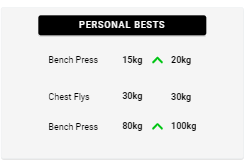 PERSONAL BESTS
Bench Press 15kg 20kg
Chest Flys 30kg 30kg
Bench Press 80kg 100kg